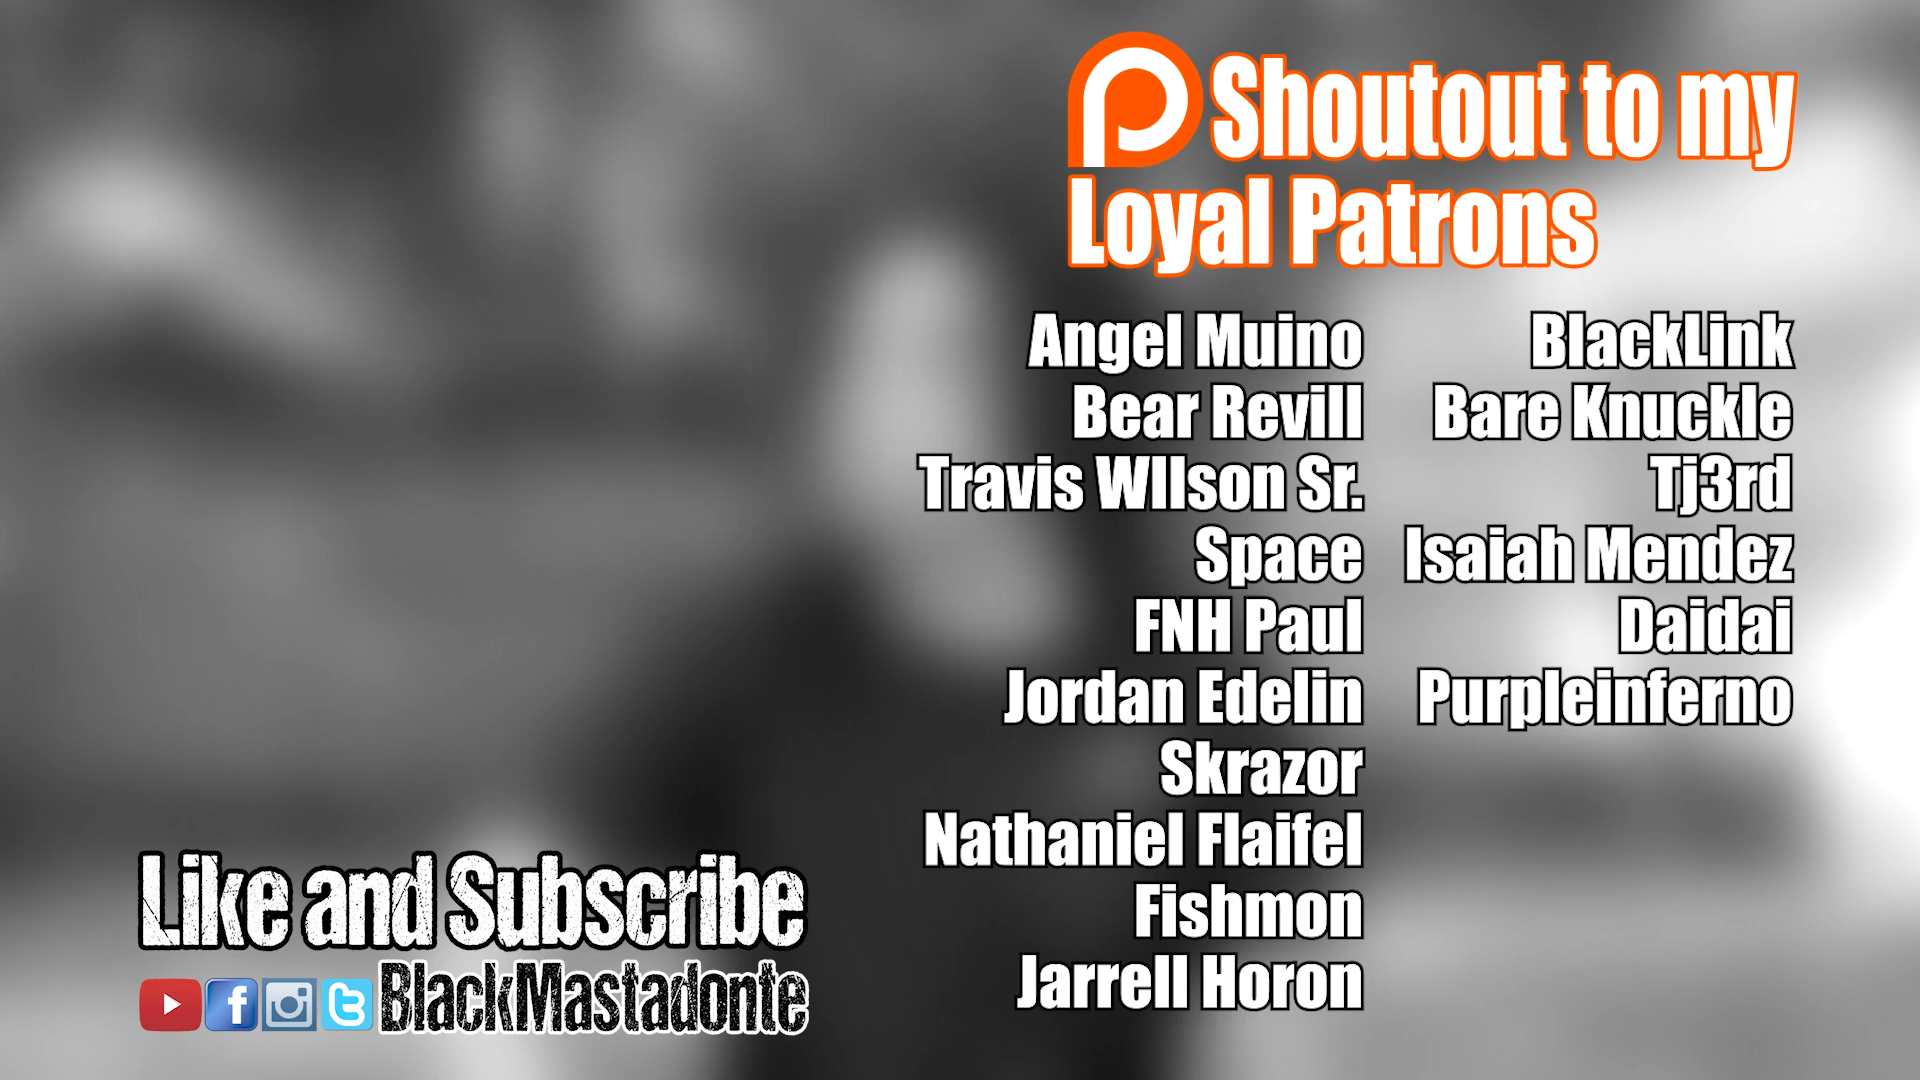 Shoutout to my
Loyal Patrons
Angel Muino
Bear Revill
Travis WIlson Sr.
Space
FNH Paul
Jordan Edelin
Skrazor
Nathaniel Flaifel
Fishmon
Jarrell Horon
BlackLink
Bare Knuckle
Tj3rd
Isaiah Mendez
Daidai
Purpleinferno
Like and Subscribe
BlackMastadonte